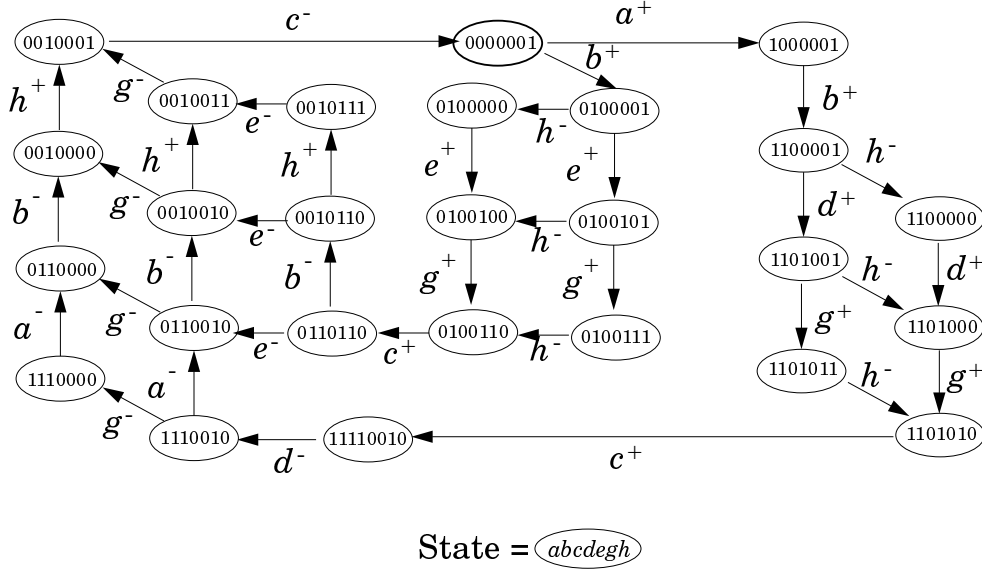 c- a+
0010001 0000001 1000001
b+
g- 0010011 0010111 0100000 0100001
h+ e- h- b+
0010000 h+ h+ e+ e+ 1100001 h-
g- 0010010 0010110 0100100 0100101 d+ 1100000
b- e- h-
0110000 b- b- g+ g+ 1101001 h- d+
a- g- 0110010 0110110 0100110 0100111 g+ 1101000
e- c+ h-
1110000 a- 1101011 h- g+
g- 1110010 11110010 1101010
d- c+
State = abcdegh